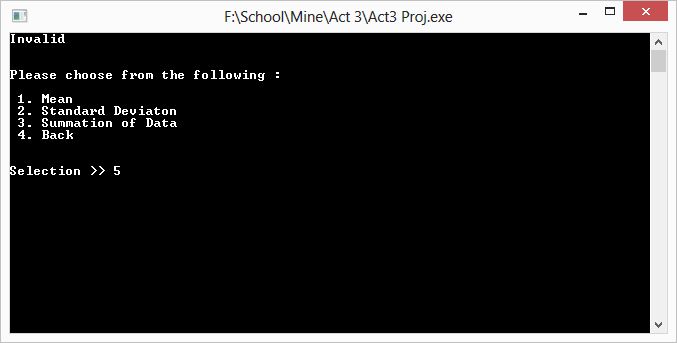 F:\School\Mine\Act 3\Act3 Proj.exe
Invalid
Please choose from the following :
1. Mean
2. Standard Deviaton
3. Summation of Data
4. Back
Selection >> 5